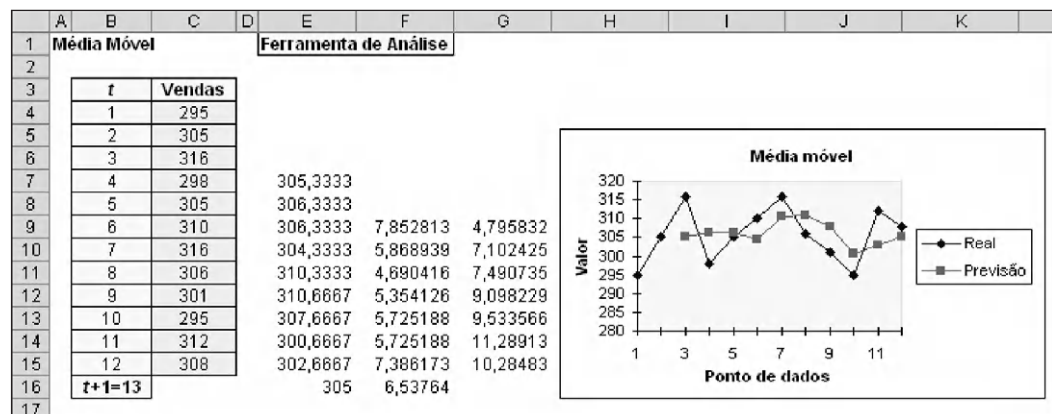 A B C D E F G H I J K
1 Média Móvel Ferramenta de Análise
2
3 t Vendas
4 1 295
5 2 305
6 3 316
7 4 298 305,3333
8 5 305 306,3333
9 6 310 306,3333 7,852813 4,795832
10 7 316 304,3333 5,868939 7,102425
11 8 306 310,3333 4,690416 7,490735
12 9 301 310,6667 5,354126 9,098229
13 10 295 307,6667 5,725188 9,533566
14 11 312 300,6667 5,725188 11,28913
15 12 308 302,6667 7,386173 10,28483
16 t+1=13 305 6,53764
17
Média móvel
Valor
320
315
310
305
300
295
290
285
280
1 3 5 7 9 11
Ponto de dados
Real
Previsão